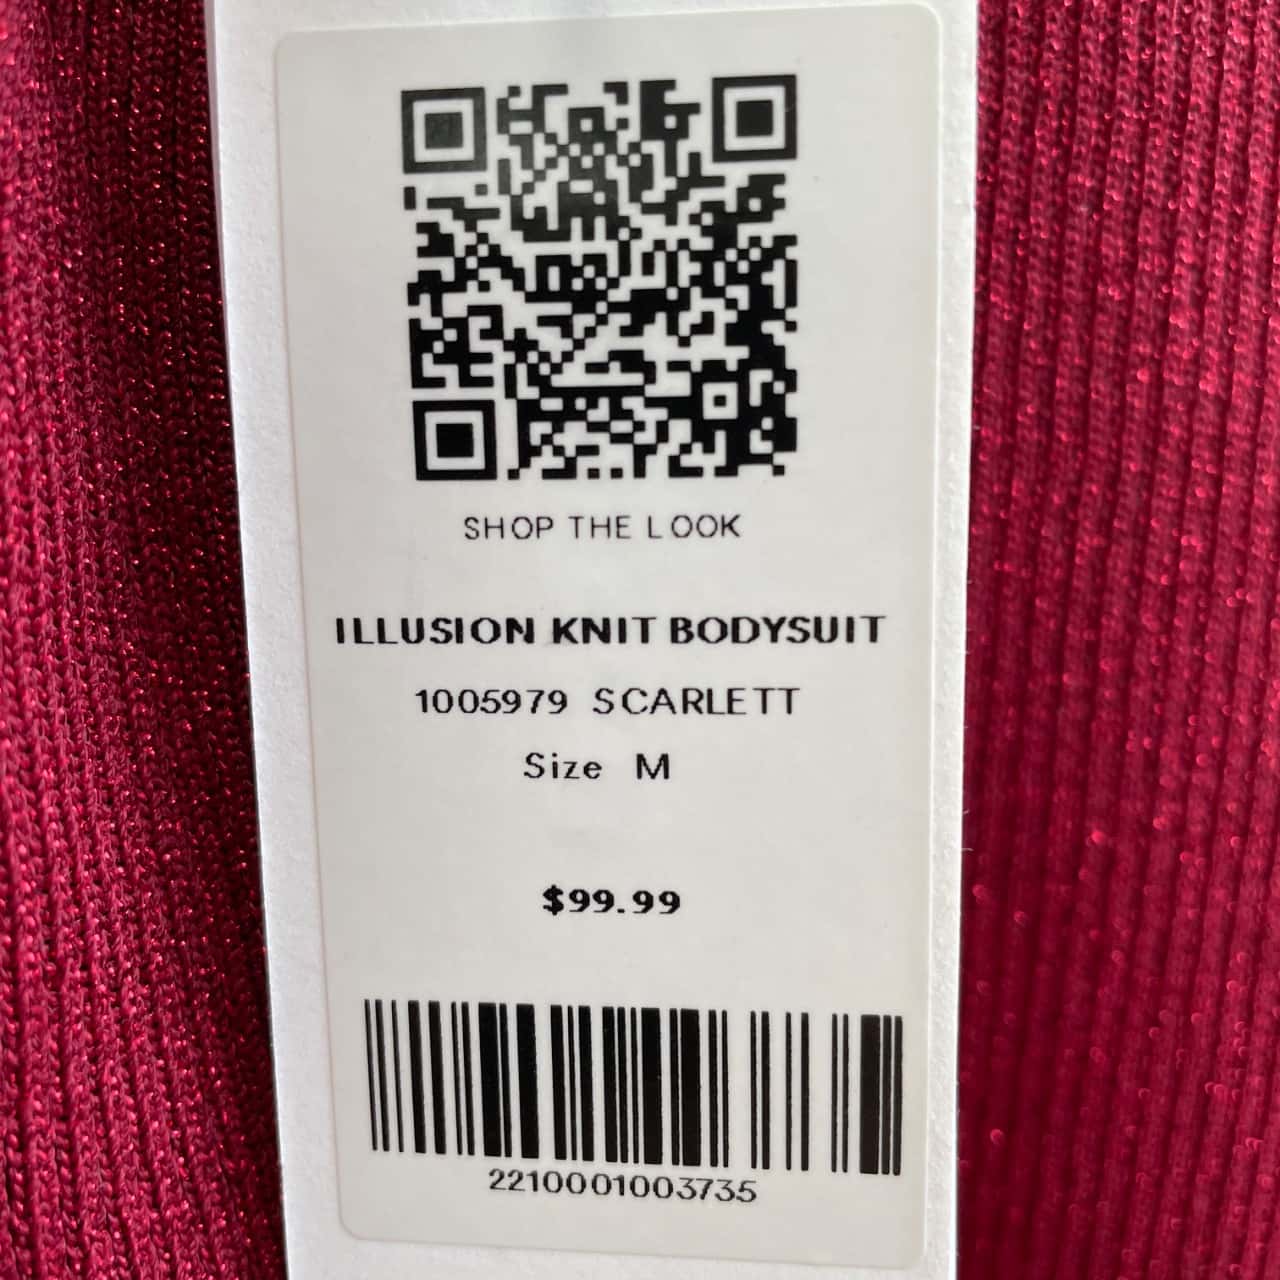 SHOP THE LOOK
ILLUSION KNIT BODYSUIT
1005979 SCARLETT
Size M
$99.99
2210001003735